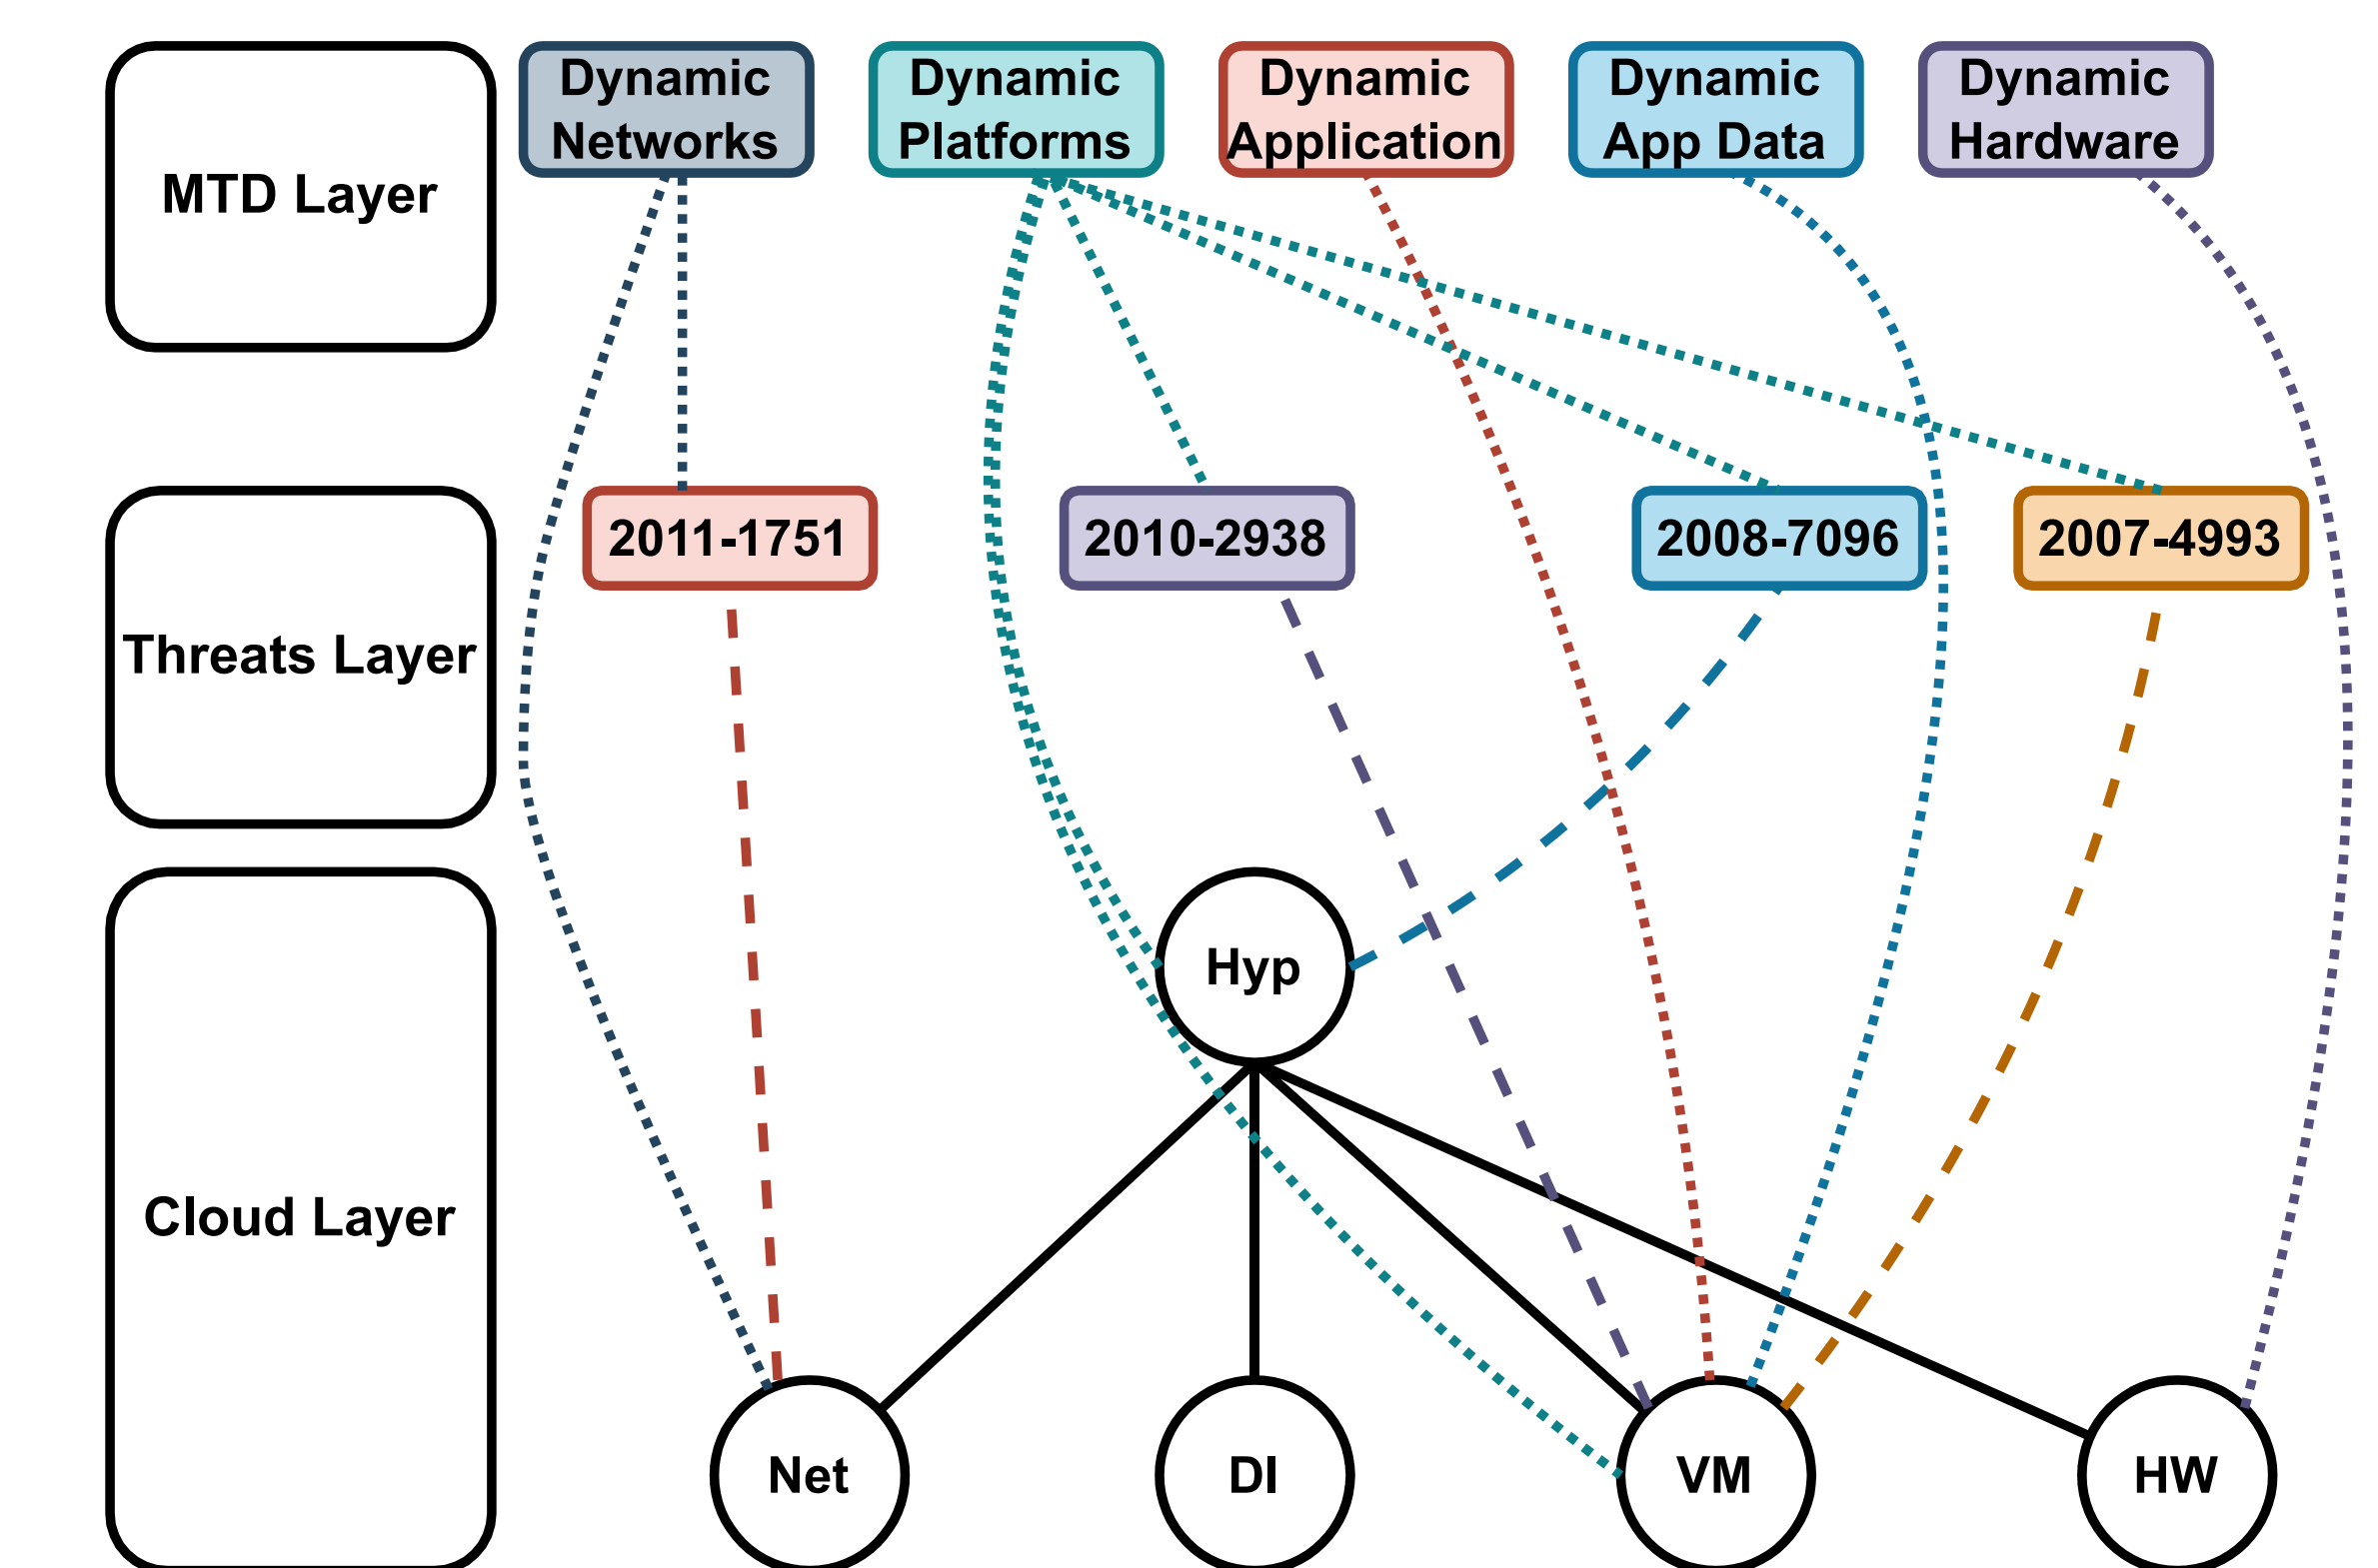 MTD Layer
Dynamic
Networks
Dynamic
Platforms
Dynamic
Application
Dynamic
App Data
Dynamic
Hardware
Threats Layer
2011-1751
2010-2938
2008-7096
2007-4993
Cloud Layer
Hyp
Net
DI
VM
HW